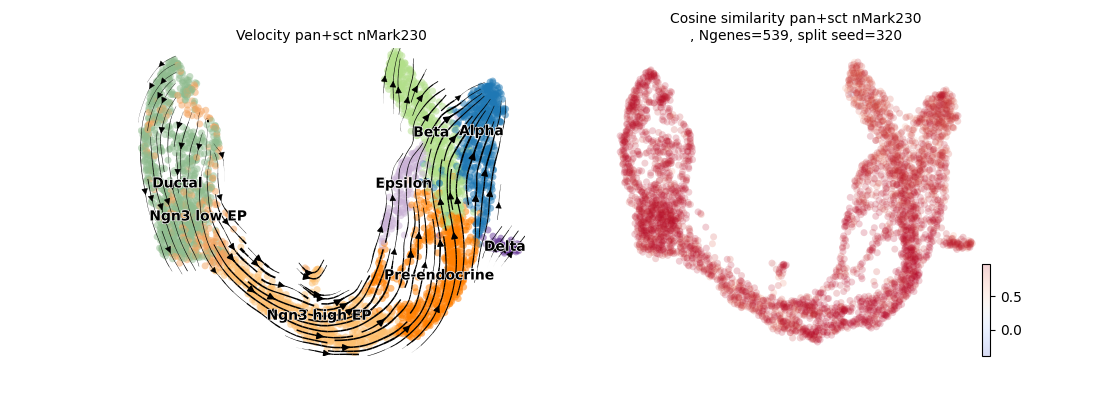 Velocity pan+sct nMark230
Cosine similarity pan+sct nMark230
, Ngenes=539, split seed=320
Beta
Alpha
Ductal
Epsilon
Ngn3 low EP
Delta
Pre-endocrine
Ngn3 high EP
0.5
0.0